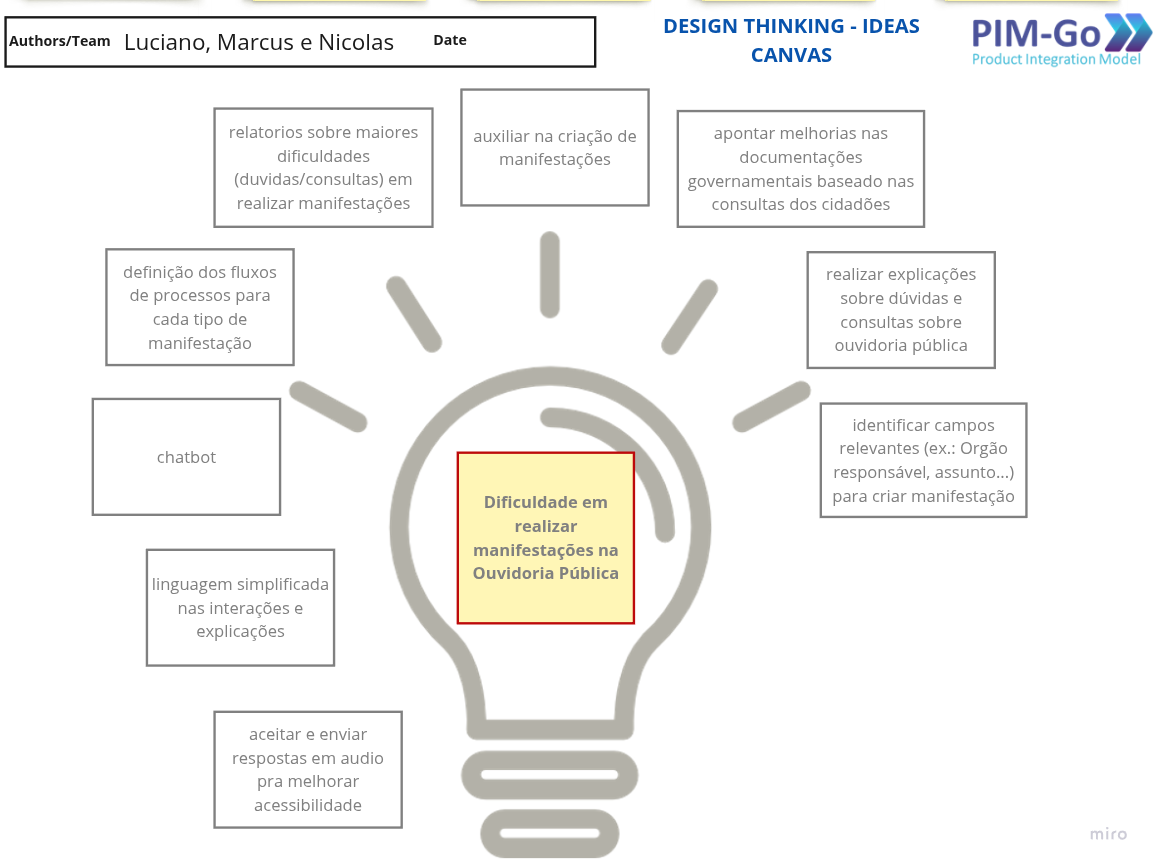 Authors/Team Luciano, Marcus e Nicolas Date
DESIGN THINKING - IDEAS
CANVAS
PIM-Go
Product Integration Model
relatorios sobre maiores
dificuldades
(duvidas/consultas) em
realizar manifestações
auxiliar na criação de
manifestações
apontar melhorias nas
documentações
governamentais baseado nas
consultas dos cidadões
definição dos fluxos
de processos para
cada tipo de
manifestação
realizar explicações
sobre dúvidas e
consultas sobre
ouvidoria pública
chatbot
identificar campos
relevantes (ex.: Orgão
responsável, assunto...)
para criar manifestação
Dificuldade em
realizar
manifestações na
Ouvidoria Pública
linguagem simplificada
nas interações e
explicações
aceitar e enviar
respostas em audio
pra melhorar
acessibilidade
miro